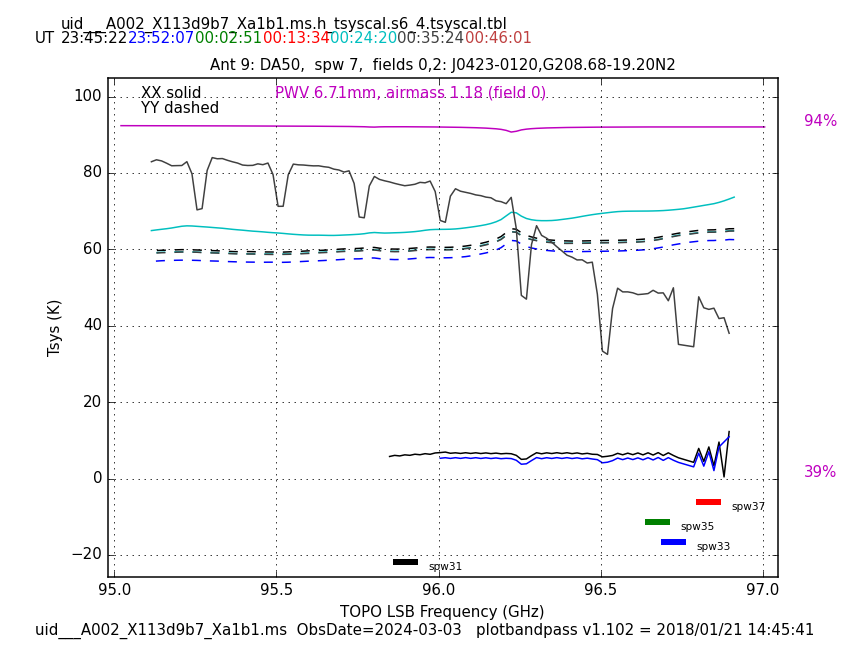 uid___A002_X113d9b7_Xa1b1.ms.h_tsyscal.s6_4.tsyscal.tbl
UT 23:45:22 23:52:07 00:02:51 00:13:34 00:24:20 00:35:24 00:46:01
Ant 9: DA50,  spw 7,  fields 0,2: J0423-0120,G208.68-19.20N2
XX solid
PWV 6.71mm, airmass 1.18 (field 0)
YY dashed
100
80
60
40
20
0
−20
Tsys (K)
94%
39%
spw37
spw35
spw33
spw31
95.0 95.5 96.0 96.5 97.0
TOPO LSB Frequency (GHz)
uid___A002_X113d9b7_Xa1b1.ms  ObsDate=2024-03-03   plotbandpass v1.102 = 2018/01/21 14:45:41